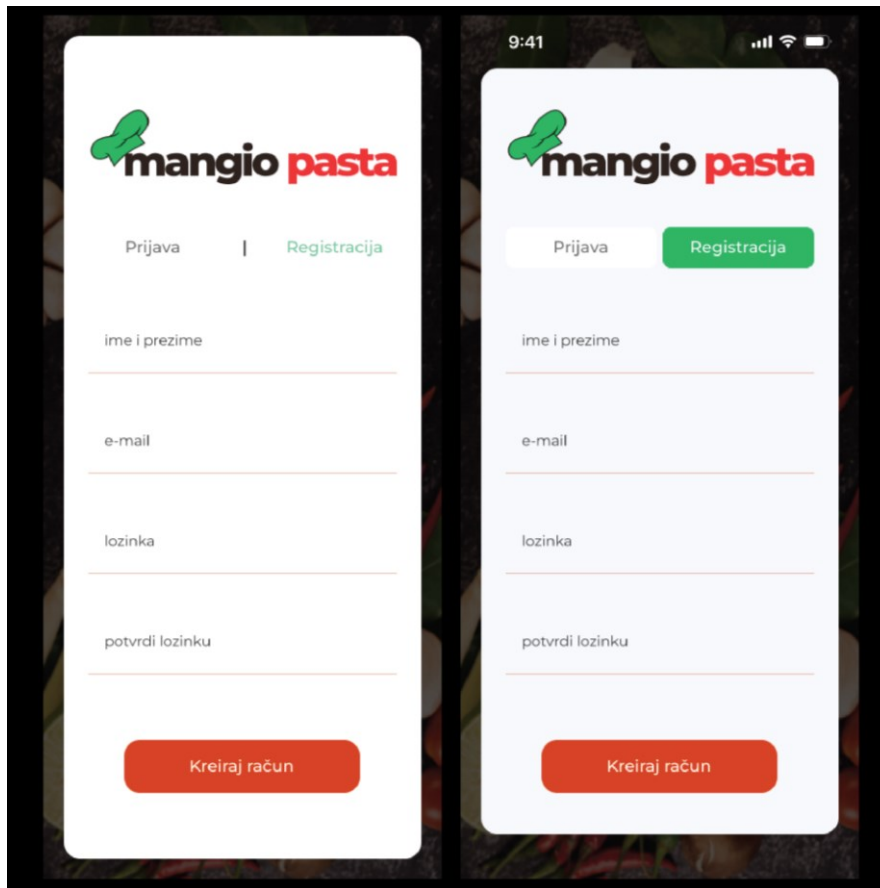 mangio pasta
Prijava | Registracija
ime i prezime
e-mail
lozinka
potvrdi lozinku
Kreiraj račun
9:41
mangio pasta
Prijava Registracija
ime i prezime
e-mail
lozinka
potvrdi lozinku
Kreiraj račun